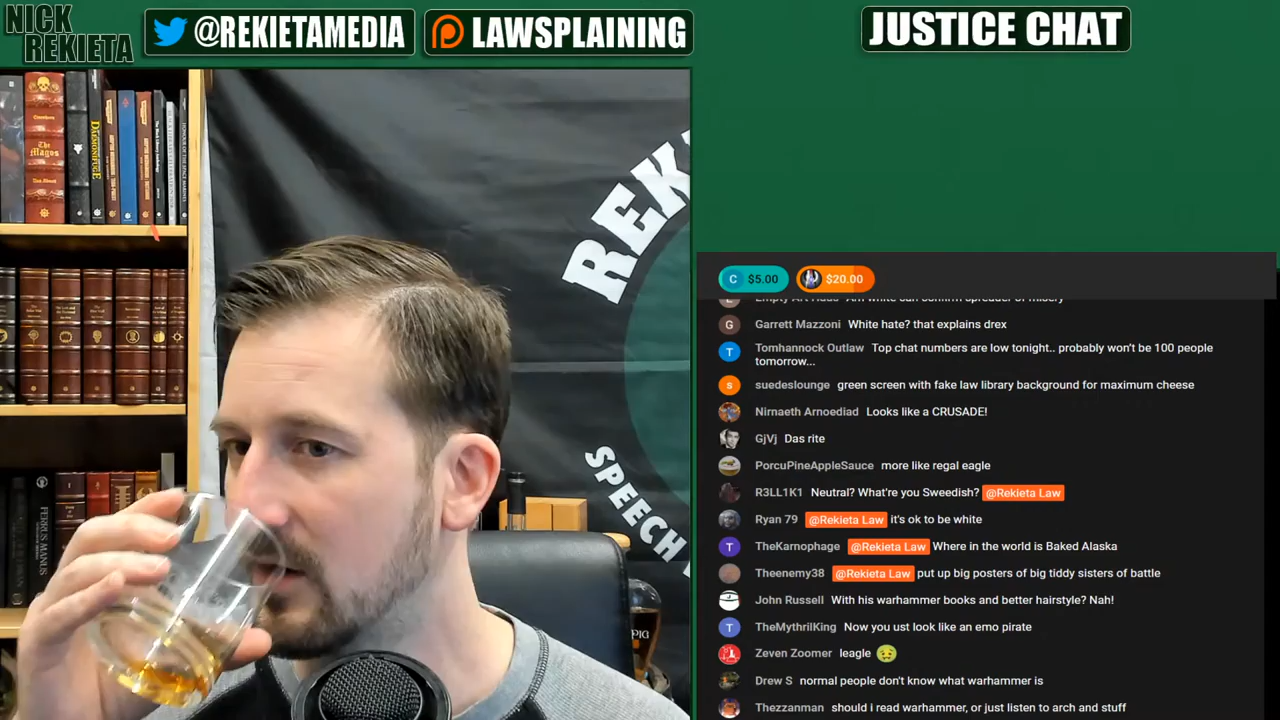 NICK
REKIETA
@REKIETAMEDIA
LAWSPLAINING
JUSTICE CHAT
The
Magos
REKI
SPEECH
C $5.00
$20.00
Garrett Mazzoni White hate? that explains drex
Tomhannock Outlaw Top chat numbers are low tonight.. probably won't be 100 people
tomorrow...
suedeslounge green screen with fake law library background for maximum cheese
Nirnaeth Arnoediad Looks like a CRUSADE!
GjVj Das rite
PorcuPineAppleSauce more like regal eagle
R3LL1K1 Neutral? What're you Sweedish? @Rekieta Law
Ryan 79 @Rekieta Law it's ok to be white
TheKarnophage @Rekieta Law Where in the world is Baked Alaska
Theenemy38 @Rekieta Law put up big posters of big tiddy sisters of battle
John Russell With his warhammer books and better hairstyle? Nah!
TheMythrilKing Now you ust look like an emo pirate
Zeven Zoomer leagle 🤢
Drew S normal people don't know what warhammer is
Thezzanman should i read warhammer, or just listen to arch and stuff